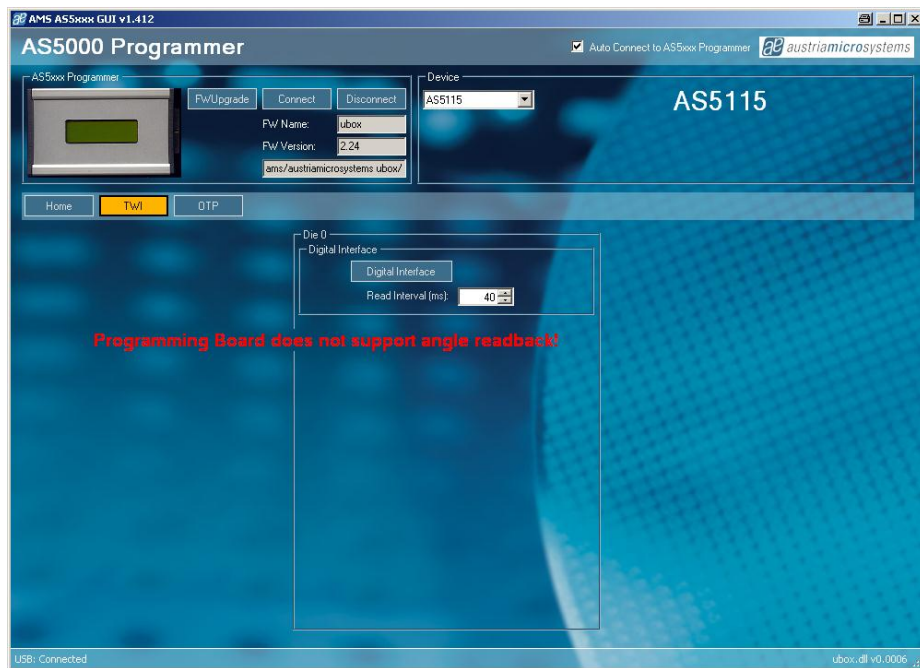 AMS AS5xxx GUI v1.412
AS5000 Programmer
Auto Connect to AS5xxx Programmer
austriamicrosystems
AS5xxx Programmer
FWUpgrade
Connect
Disconnect
FW Name:
ubox
FW Version:
2.24
ams/austriamicrosystems ubox/
Device
AS5115
AS5115
Home
TWI
OTP
Die 0
Digital Interface
Digital Interface
Read Interval (ms):
40
Programming Board does not support angle readback!
USB: Connected
ubox.dll v0.0006